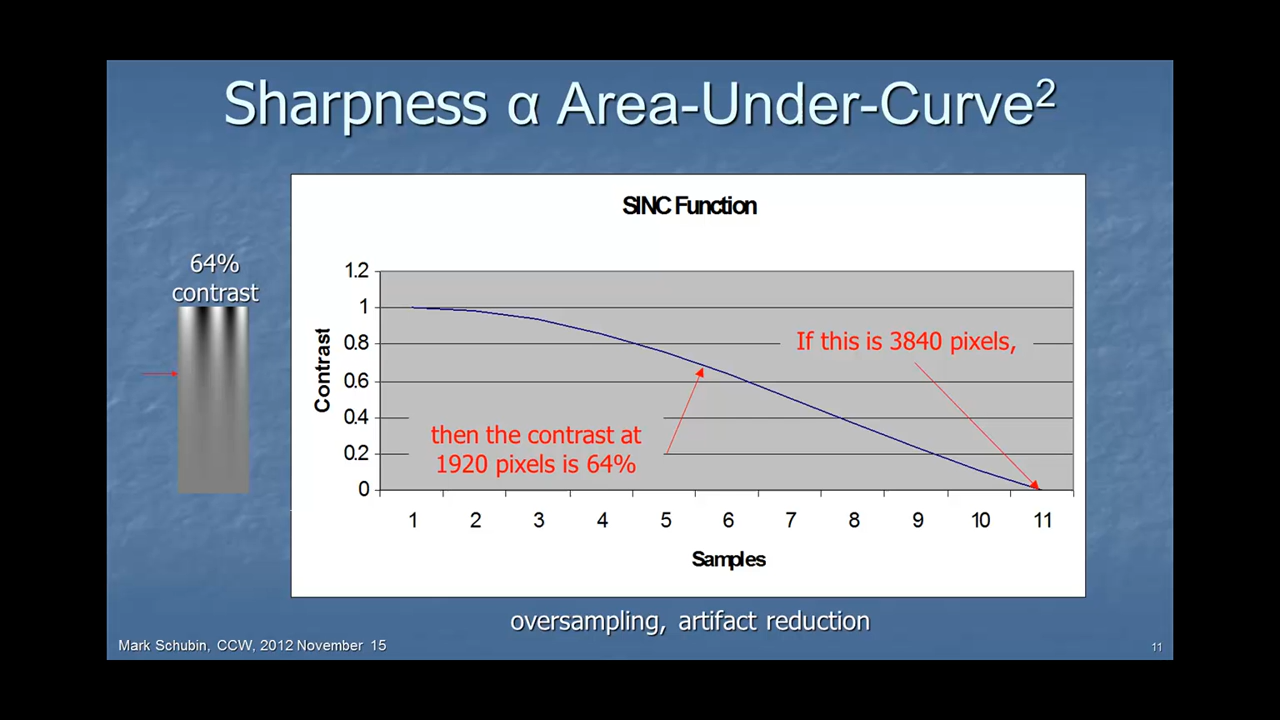 Sharpness α Area-Under-Curve²
64%
contrast
SINC Function
Contrast
1.2
1
0.8
0.6
0.4
0.2
0
If this is 3840 pixels,
then the contrast at
1920 pixels is 64%
1 2 3 4 5 6 7 8 9 10 11
Samples
oversampling, artifact reduction
Mark Schubin, CCW, 2012 November 15
11